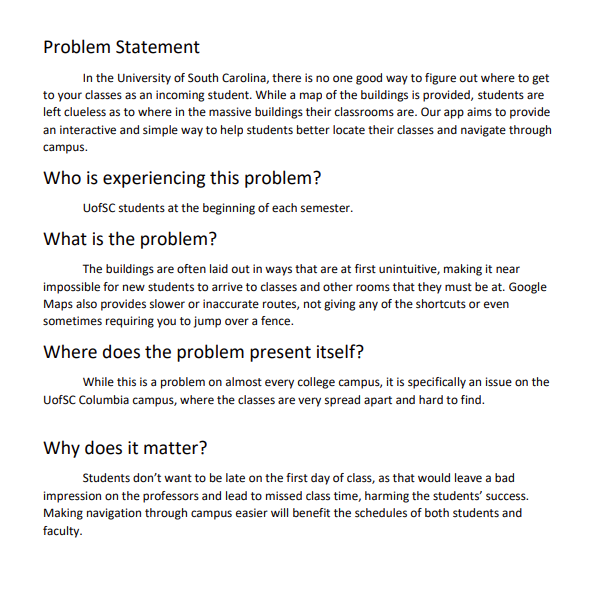 Problem Statement
In the University of South Carolina, there is no one good way to figure out where to get
to your classes as an incoming student. While a map of the buildings is provided, students are
left clueless as to where in the massive buildings their classrooms are. Our app aims to provide
an interactive and simple way to help students better locate their classes and navigate through
campus.
Who is experiencing this problem?
UofSC students at the beginning of each semester.
What is the problem?
The buildings are often laid out in ways that are at first unintuitive, making it near
impossible for new students to arrive to classes and other rooms that they must be at. Google
Maps also provides slower or inaccurate routes, not giving any of the shortcuts or even
sometimes requiring you to jump over a fence.
Where does the problem present itself?
While this is a problem on almost every college campus, it is specifically an issue on the
UofSC Columbia campus, where the classes are very spread apart and hard to find.
Why does it matter?
Students don’t want to be late on the first day of class, as that would leave a bad
impression on the professors and lead to missed class time, harming the students’ success.
Making navigation through campus easier will benefit the schedules of both students and
faculty.